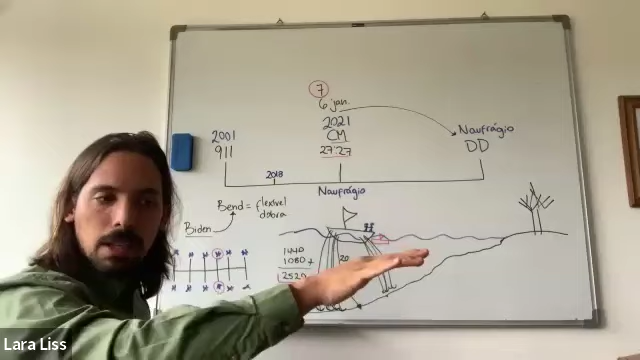 7
6 jan.
2021
CM
27:27
2001
911
Naufrágio
DD
2018
Naufrágio
Bend = flexível
dobra
Biden
1440
1080 +
2520
20
Lara Liss